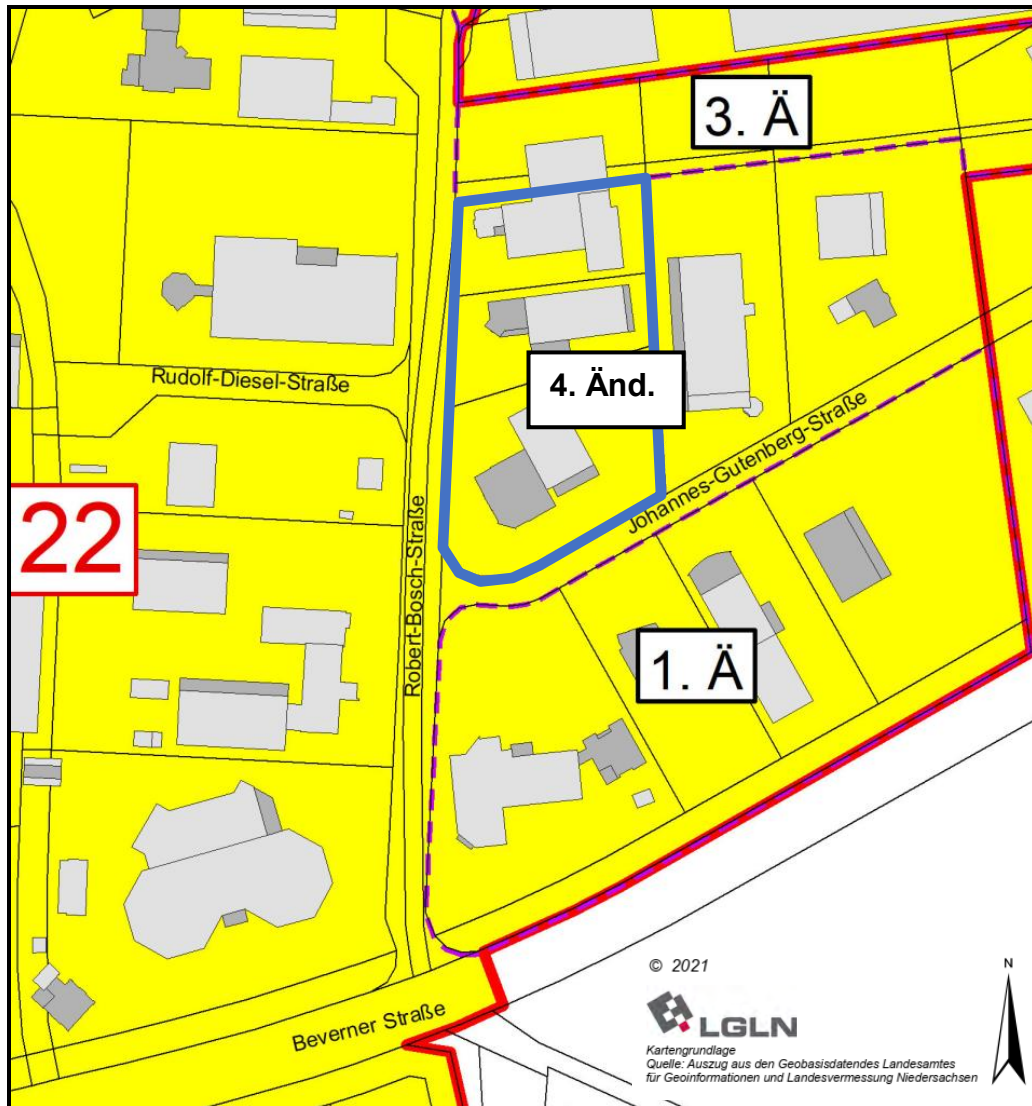 3. Ä
Rudolf-Diesel-Straße
4. Änd.
Johannes-Gutenberg-Straße
22
Robert-Bosch-Straße
1. Ä
Beverner Straße
© 2021
N
LGLN
Kartengrundlage
Quelle: Auszug aus den Geobasisdatendes Landesamtes
für Geoinformationen und Landesvermessung Niedersachsen